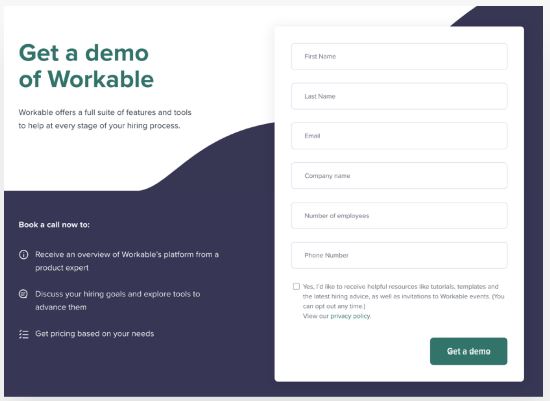 Get a demo
of Workable
Workable offers a full suite of features and tools
to help at every stage of your hiring process.
Book a call now to:
Receive an overview of Workable's platform from a
product expert
Discuss your hiring goals and explore tools to
advance them
Get pricing based on your needs
First Name
Last Name
Email
Company name
Number of employees
Phone Number
Yes, I'd like to receive helpful resources like tutorials, templates and
the latest hiring advice, as well as invitations to Workable events. (You
can opt out any time.)
View our privacy policy.
Get a demo